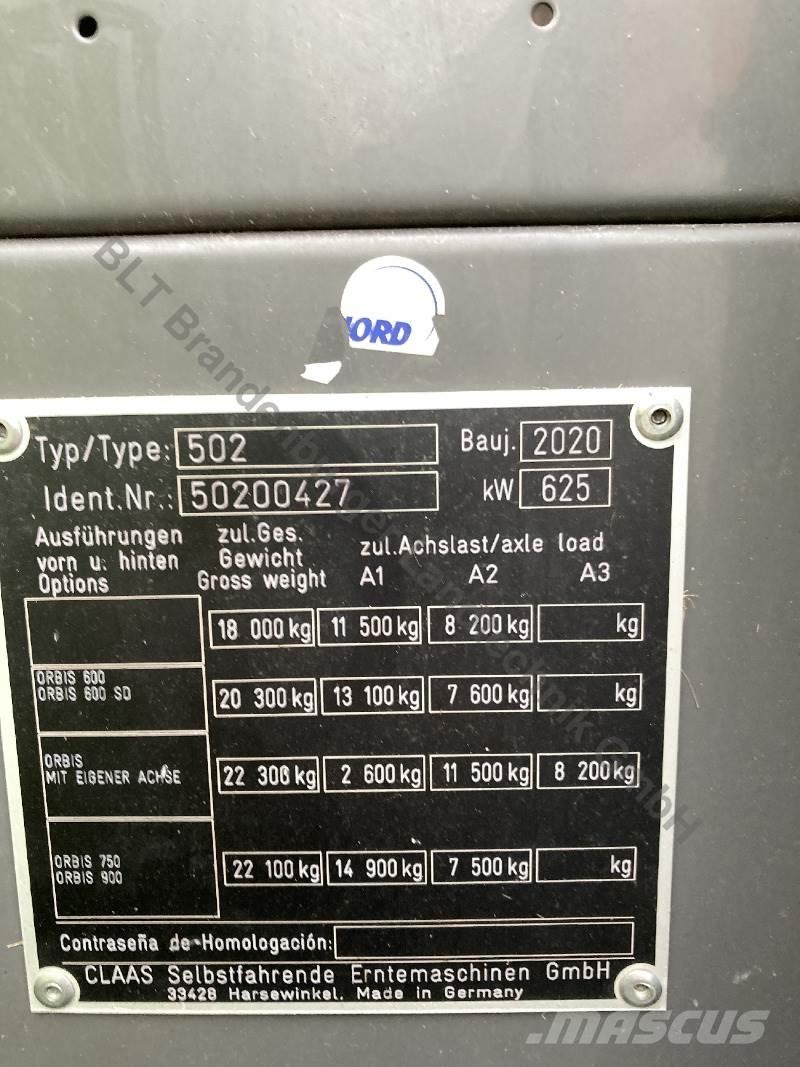 ORD
Typ/Type: 502 Bauj. 2020
Ident.Nr.: 50200427 kW 625
Ausführungen vorn u. hinten Options
zul.Ges. Gewicht Gross weight
zul.Achslast/axle load
A1 A2 A3
18 000 kg 11 500 kg 8 200 kg kg
ORBIS 600
ORBIS 600 SD
20 300 kg 13 100 kg 7 600 kg kg
ORBIS
MIT EIGENER ACHSE
22 300 kg 2 600 kg 11 500 kg 8 200 kg
ORBIS 750
ORBIS 900
22 100 kg 14 900 kg 7 500 kg kg
Contraseña de-Homologación:
CLAAS Selbstfahrende Erntemaschinen GmbH
33428 Harsewinkel. Made in Germany
BLT Brandenburger Landtechnik GmbH
MASCUS